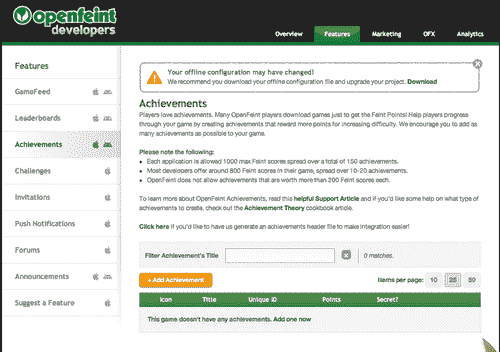 openfeint
developers
Overview
Features
Marketing
OFX
Analytics
Features
GameFeed
Leaderboards
Achievements
Challenges
Invitations
Push Notifications
Forums
Announcements
Suggest a Feature
Your offline configuration may have changed!
We recommend you download your offline configuration file and upgrade your project. Download
Achievements
Players love achievements. Many OpenFeint players download games just to get the Feint Points! Help players progress
through your game by creating achievements that reward more points for increasing difficulty. We encourage you to add
as many achievements as possible to your game.
Please note the following:
• Each application is allowed 1000 max Feint scores spread over a total of 150 achievements.
• Most developers offer around 800 Feint Scores in their game, spread over 10-20 achievements.
• OpenFeint does not allow achievements that are worth more than 200 Feint Scores each.
To learn more about OpenFeint Achievements, read this helpful Support Article and if you'd like some help on what type of
achievements to create, check out the Achievement Theory cookbook article.
Click here if you'd like to have us generate an achievements header file to make integration easier!
Filter Achievement's Title
0 matches.
+ Add Achievement
Items per page: 10 25 50
Icon Title Unique ID Points Secret?
This game doesn't have any achievements. Add one now